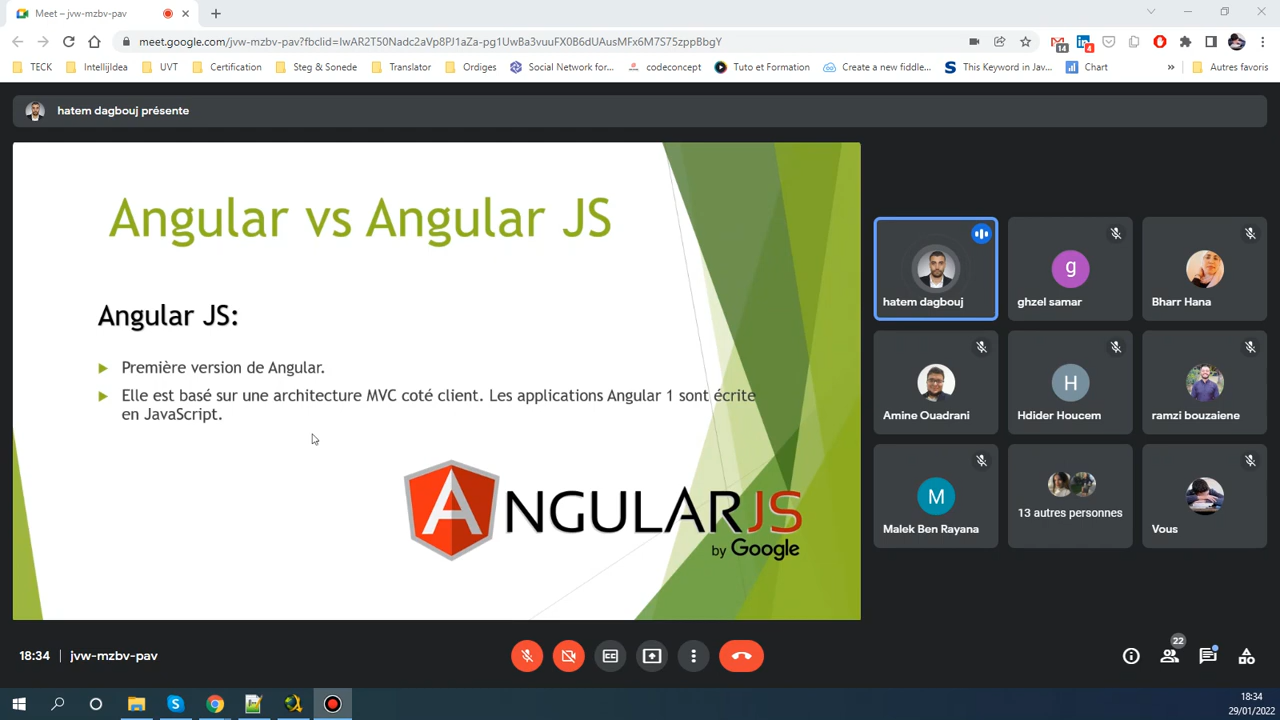 Meet – jvw-mzbv-pav
meet.google.com/jvw-mzbv-pav?fbclid=IwAR2T50Nadc2aVp8PJ1aZa-pg1UwBa3vuuFX0B6dUAusMFx6M7S75zppBgY
14
4
TECK
IntellijIdea
UVT
Certification
Steg & Sonede
Translator
Ordiges
Social Network for...
codeconcept
Tuto et Formation
Create a new fiddle...
This Keyword in Jav...
Chart
»
Autres favoris
hatem dagbouj présente
Angular vs Angular JS
Angular JS:
Première version de Angular.
Elle est basé sur une architecture MVC coté client. Les applications Angular 1 sont écrite
en JavaScript.
ANGULARJS
by Google
hatem dagbouj
g
ghzel samar
Bharr Hana
Amine Ouadrani
H
Hdider Houcem
ramzi bouzaiene
M
Malek Ben Rayana
13 autres personnes
Vous
18:34 | jvw-mzbv-pav
22
18:34
29/01/2022